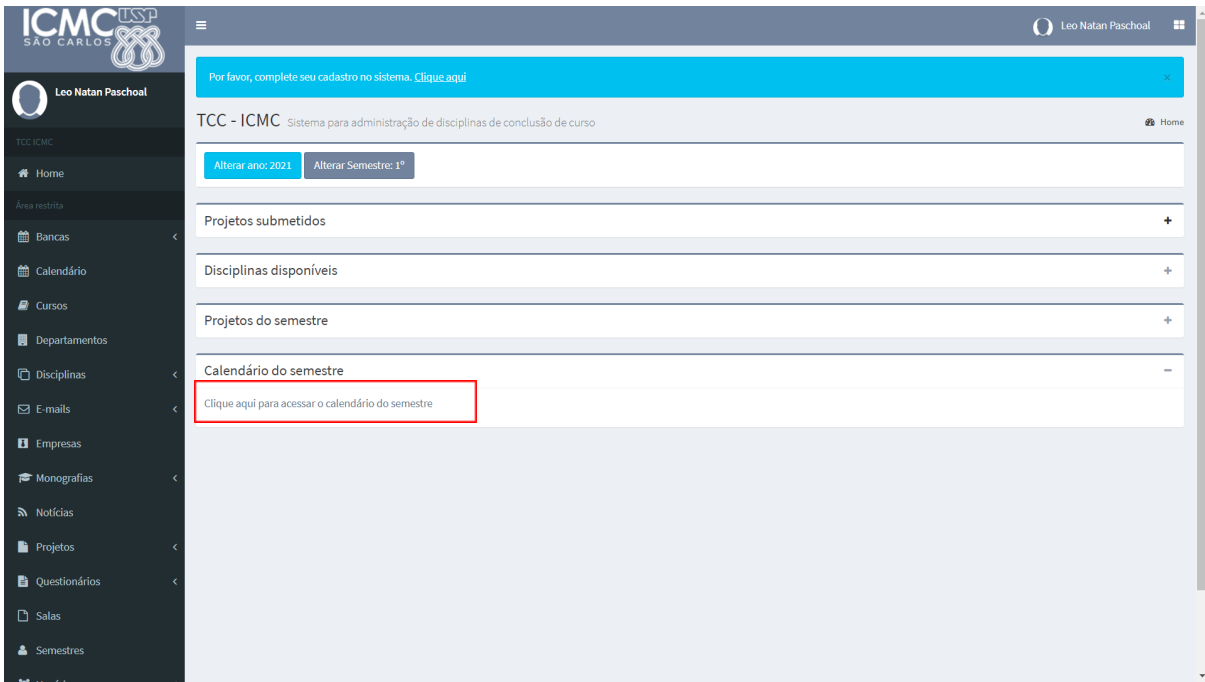 ICMC USP
SÃO CARLOS
Leo Natan Paschoal
Leo Natan Paschoal
Por favor, complete seu cadastro no sistema. Clique aqui
×
TCC - ICMC Sistema para administração de disciplinas de conclusão de curso
Home
TCC ICMC
Home
Área restrita
Bancas
Calendário
Cursos
Departamentos
Disciplinas
E-mails
Empresas
Monografias
Notícias
Projetos
Questionários
Salas
Semestres
Alterar ano: 2021 Alterar Semestre: 1º
Projetos submetidos +
Disciplinas disponíveis +
Projetos do semestre +
Calendário do semestre −
Clique aqui para acessar o calendário do semestre